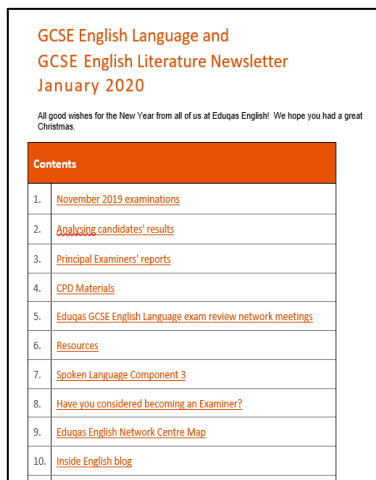 GCSE English Language and
GCSE English Literature Newsletter
January 2020
All good wishes for the New Year from all of us at Eduqas English! We hope you had a great
Christmas.
Contents
1. November 2019 examinations
2. Analysing candidates' results
3. Principal Examiners' reports
4. CPD Materials
5. Eduqas GCSE English Language exam review network meetings
6. Resources
7. Spoken Language Component 3
8. Have you considered becoming an Examiner?
9. Eduqas English Network Centre Map
10. Inside English blog